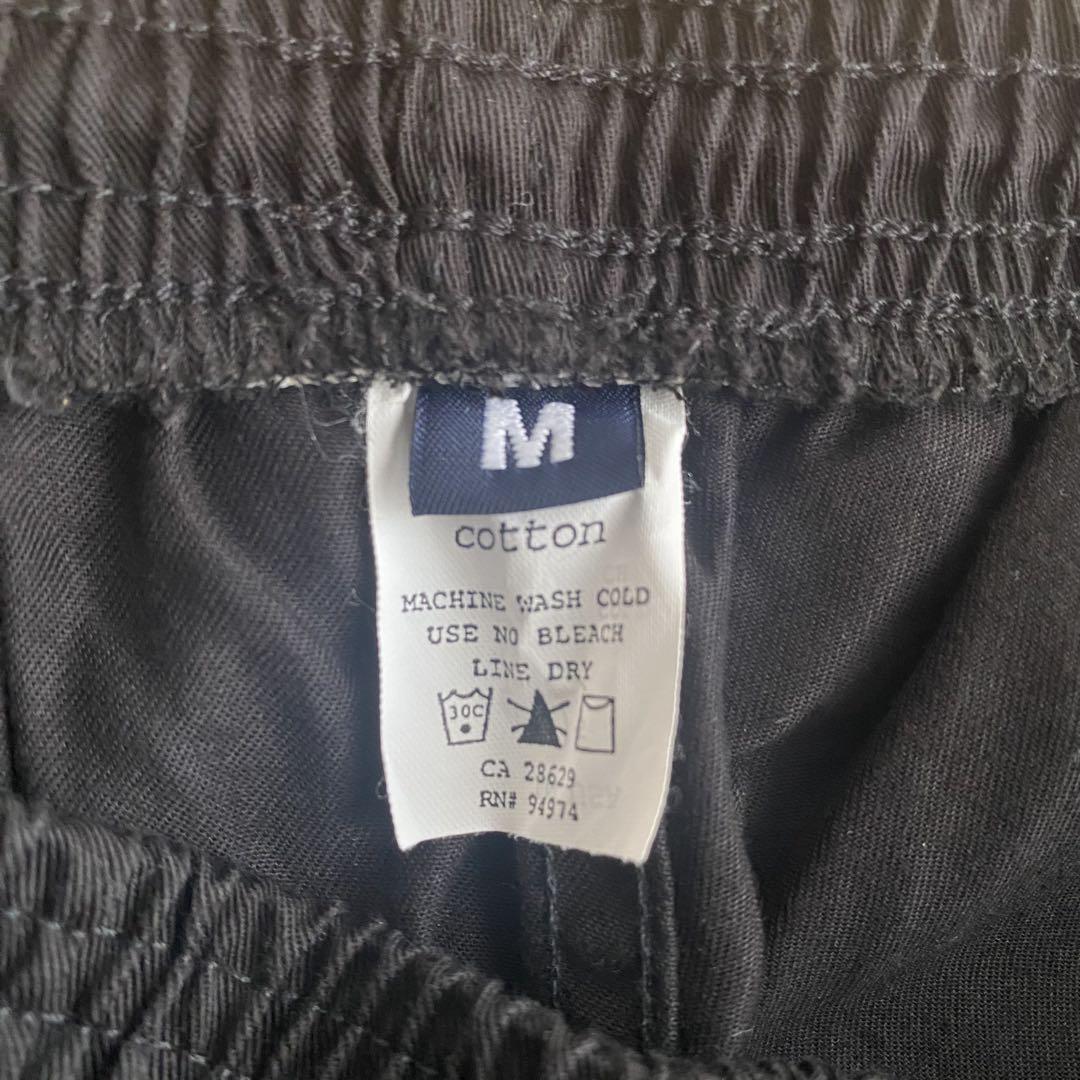 M
cotton
MACHINE WASH COLD
USE NO BLEACH
LINE DRY
30C
CA 28629
RN# 94974